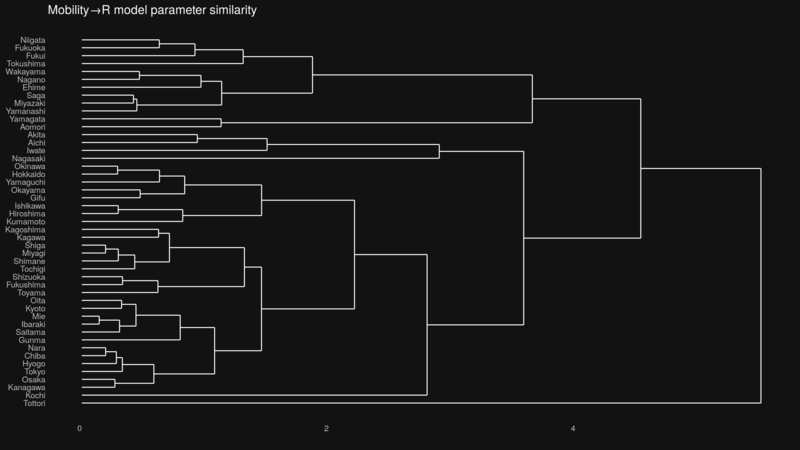 Mobility→R model parameter similarity
Niigata
Fukuoka
Fukui
Tokushima
Wakayama
Nagano
Ehime
Saga
Miyazaki
Yamanashi
Yamagata
Aomori
Akita
Aichi
Iwate
Nagasaki
Okinawa
Hokkaido
Yamaguchi
Okayama
Gifu
Ishikawa
Hiroshima
Kumamoto
Kagoshima
Kagawa
Shiga
Miyagi
Shimane
Tochigi
Shizuoka
Fukushima
Toyama
Oita
Kyoto
Mie
Ibaraki
Saitama
Gunma
Nara
Chiba
Hyogo
Tokyo
Osaka
Kanagawa
Kochi
Tottori
0 2 4